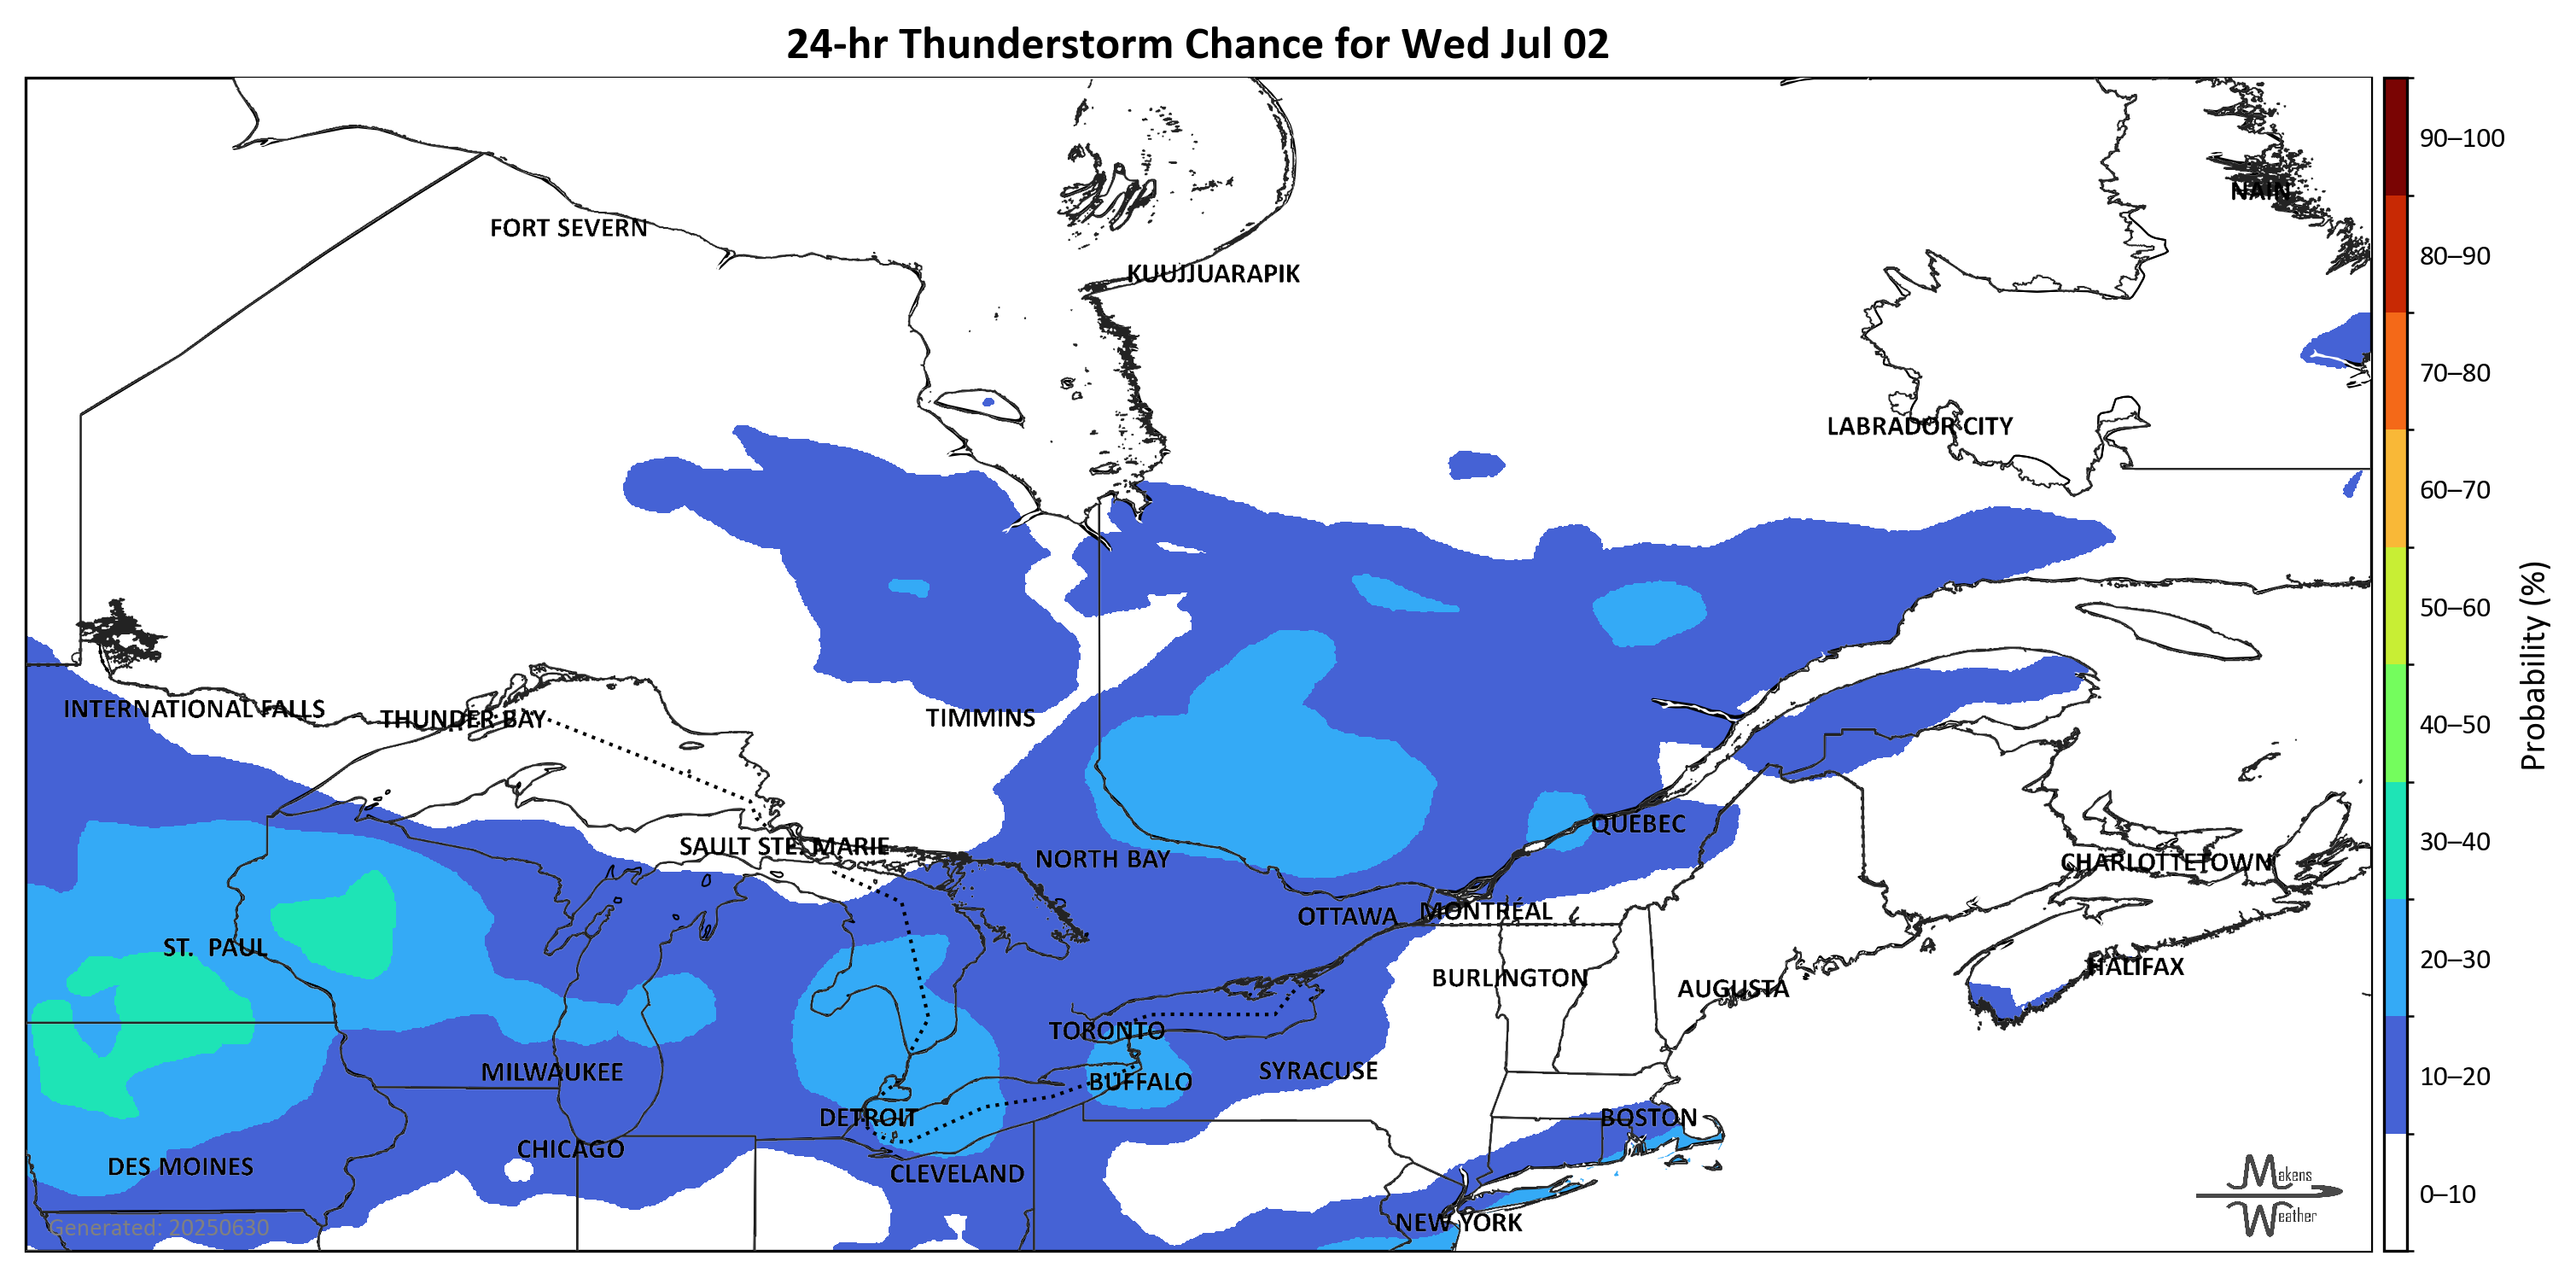 24-hr Thunderstorm Chance for Wed Jul 02
NAIN
FORT SEVERN
KUUJJUARAPIK
LABRADOR CITY
INTERNATIONAL FALLS
THUNDER BAY
TIMMINS
QUEBEC
SAULT STE. MARIE
NORTH BAY
CHARLOTTETOWN
OTTAWA
MONTRÉAL
ST. PAUL
HALIFAX
BURLINGTON
AUGUSTA
TORONTO
MILWAUKEE
BUFFALO
SYRACUSE
DETROIT
BOSTON
CHICAGO
DES MOINES
CLEVELAND
NEW YORK
Generated: 20250630
Makens
Weather
90–100
80–90
70–80
60–70
50–60
40–50
30–40
20–30
10–20
0–10
Probability (%)